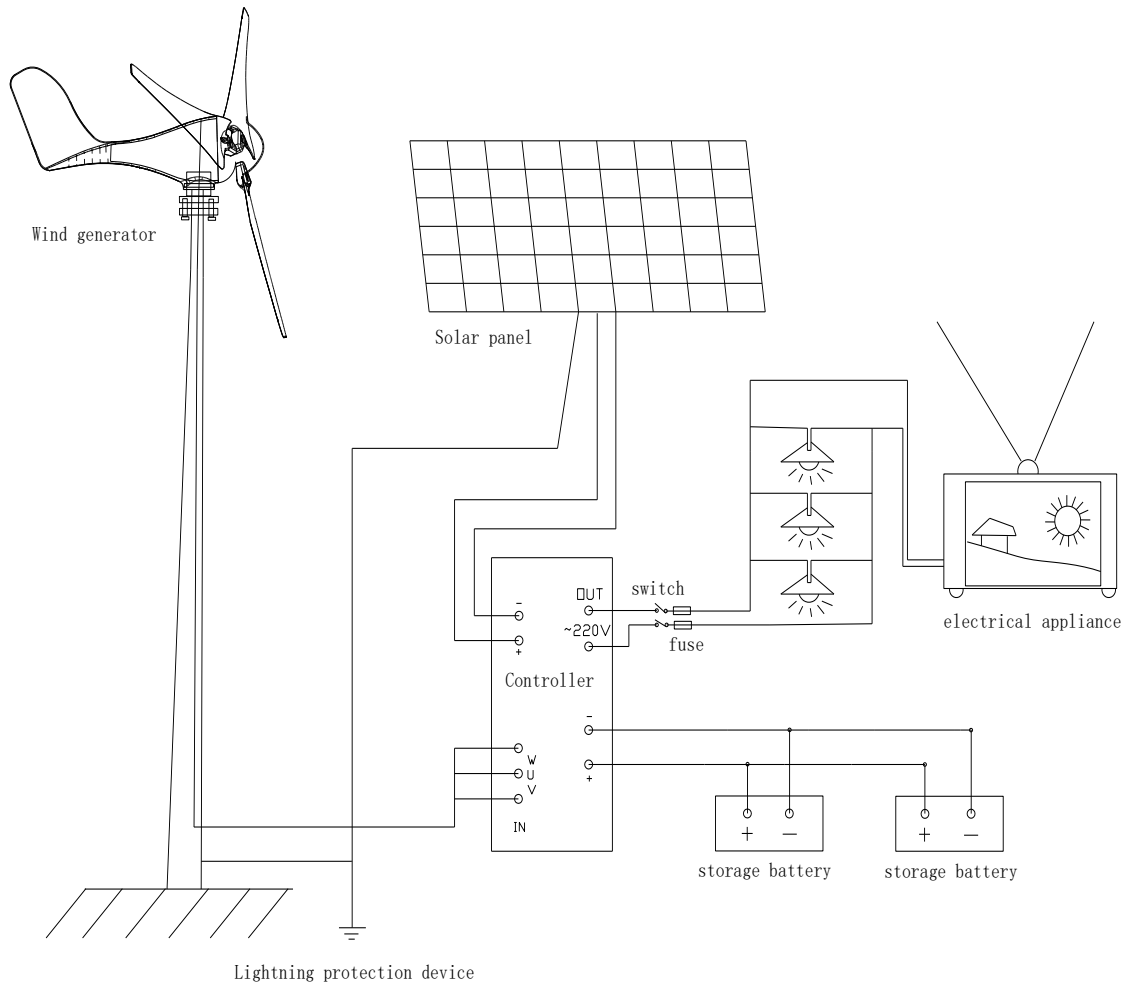 Wind generator
Solar panel
switch
OUT
-
~220V
+
fuse
electrical appliance
Controller
-
W
U
+
V
IN
+ -
+ -
storage battery
storage battery
Lightning protection device